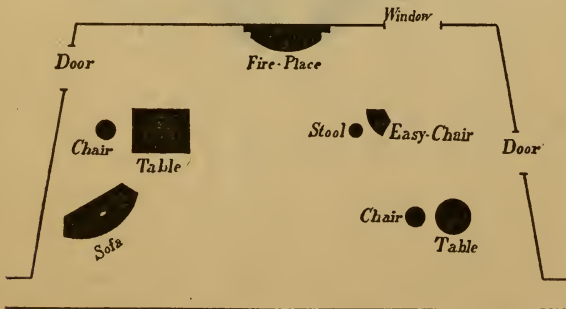 Window
Door
Fire-Place
Stool
Easy-Chair
Chair
Table
Door
Chair
Table
Sofa